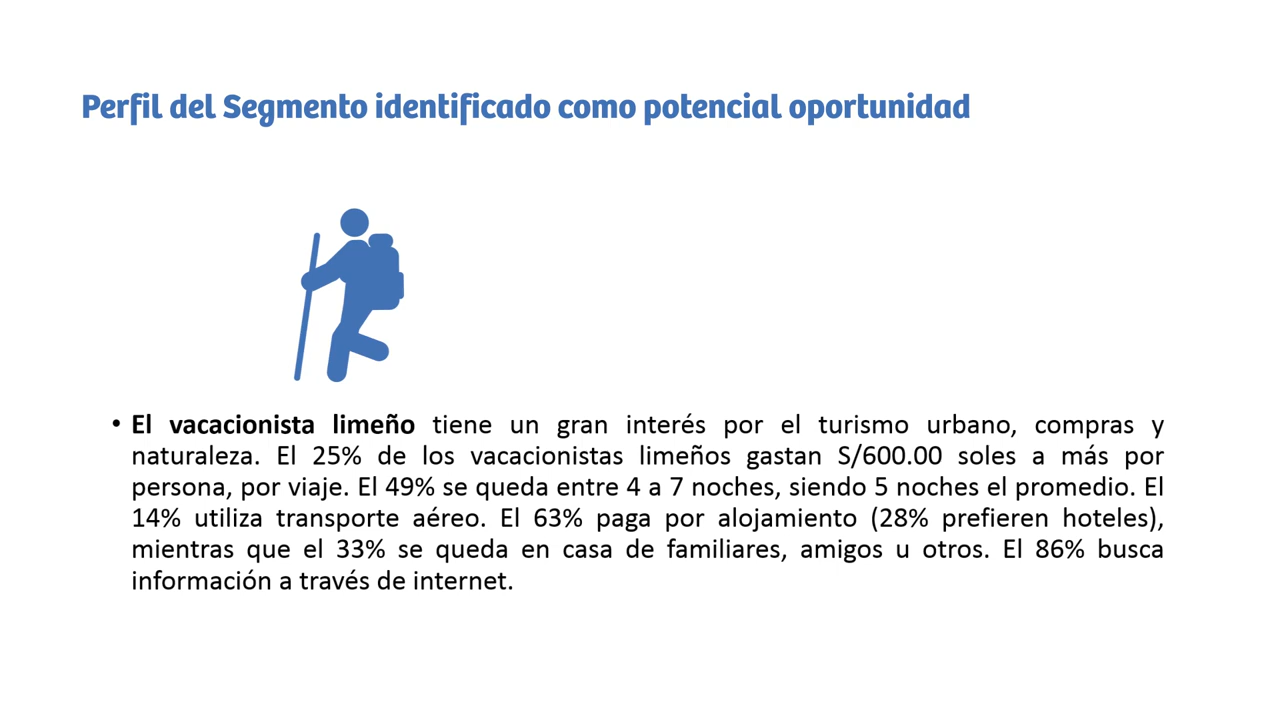 Perfil del Segmento identificado como potencial oportunidad
• El vacacionista limeño tiene un gran interés por el turismo urbano, compras y
naturaleza. El 25% de los vacacionistas limeños gastan S/600.00 soles a más por
persona, por viaje. El 49% se queda entre 4 a 7 noches, siendo 5 noches el promedio. El
14% utiliza transporte aéreo. El 63% paga por alojamiento (28% prefieren hoteles),
mientras que el 33% se queda en casa de familiares, amigos u otros. El 86% busca
información a través de internet.